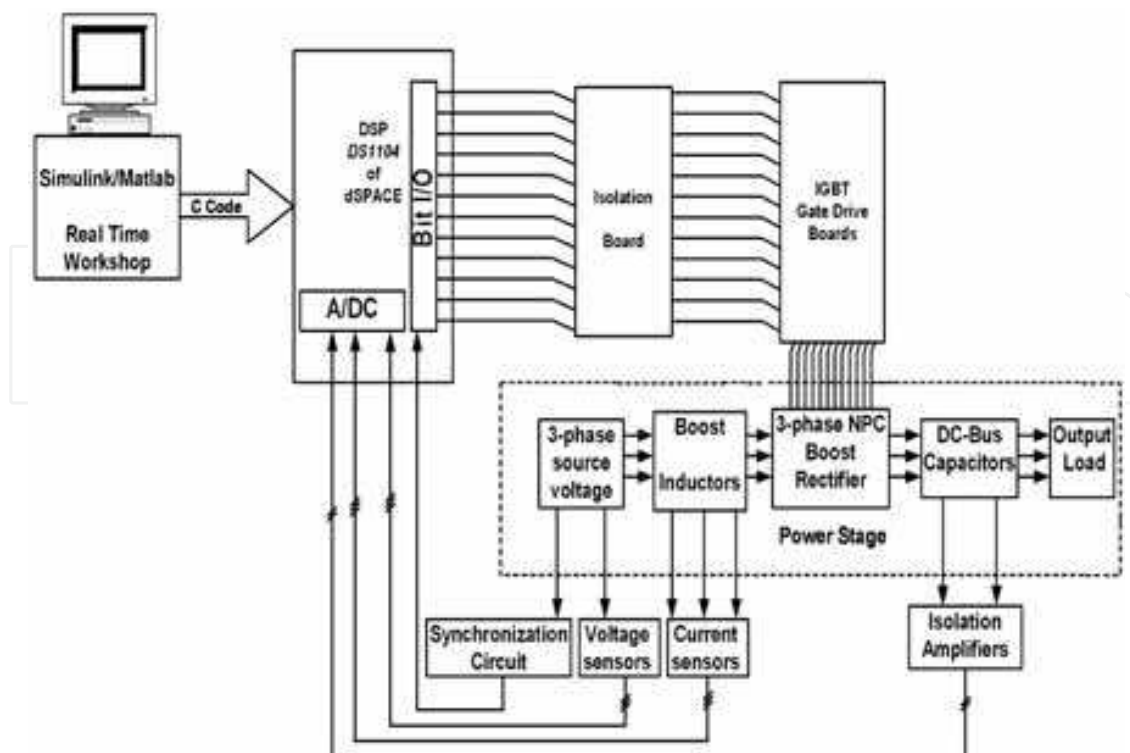 Simulink/Matlab
Real Time
Workshop
C Code
DSP
DS1104
of
dSPACE
Bit I/O
A/DC
Isolation
Board
IGBT
Gate Drive
Boards
3-phase
source
voltage
Boost
Inductors
3-phase NPC
Boost
Rectifier
DC-Bus
Capacitors
Output
Load
Power Stage
Synchronization
Circuit
Voltage
sensors
Current
sensors
Isolation
Amplifiers